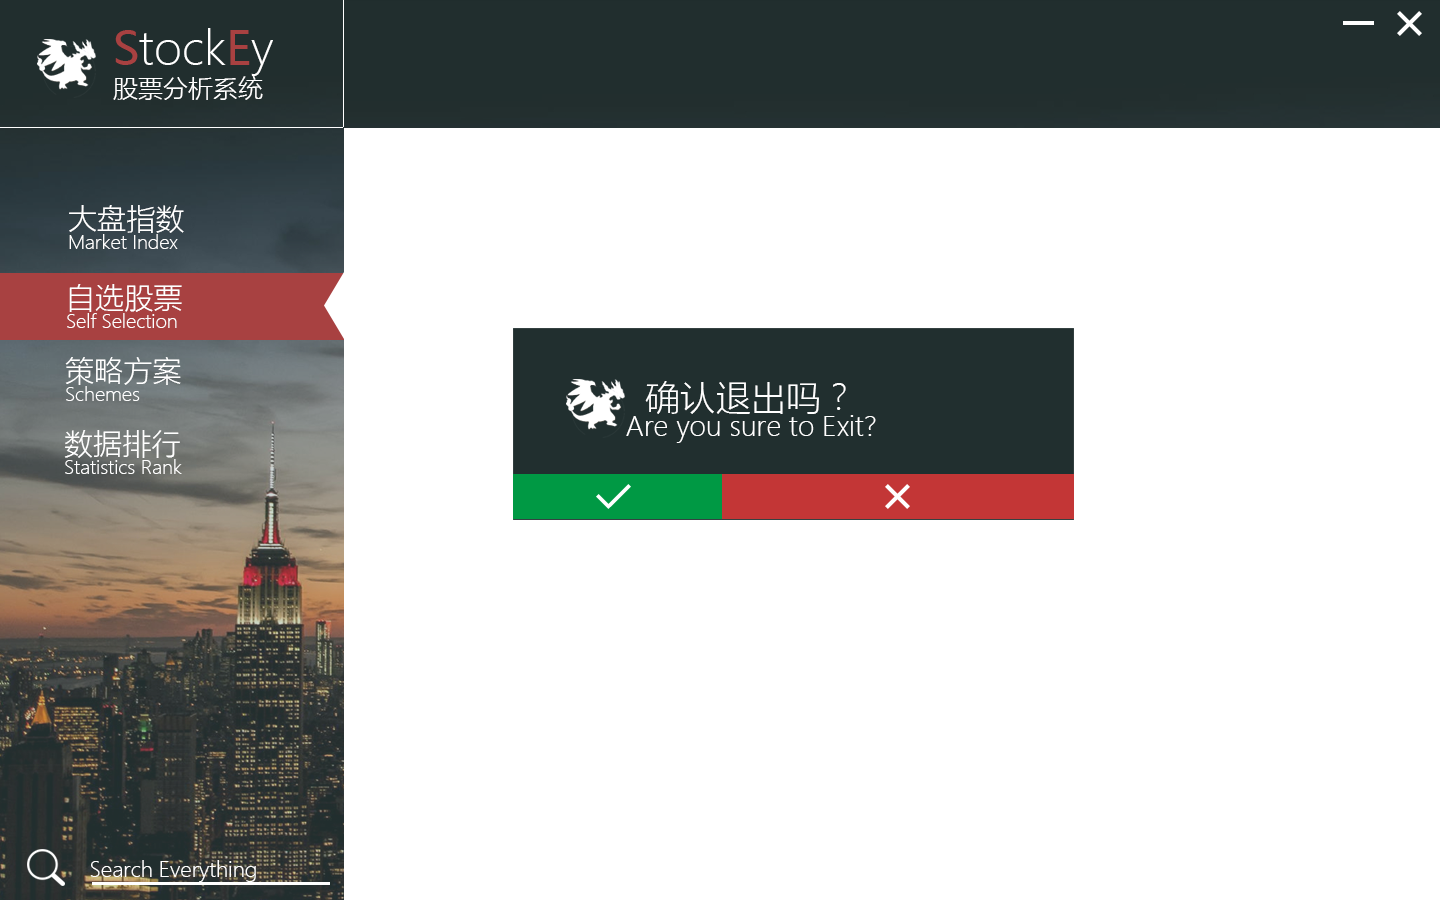 StockEy
股票分析系统
大盘指数
Market Index
自选股票
Self Selection
策略方案
Schemes
数据排行
Statistics Rank
确认退出吗？
Are you sure to Exit?
Search Everything